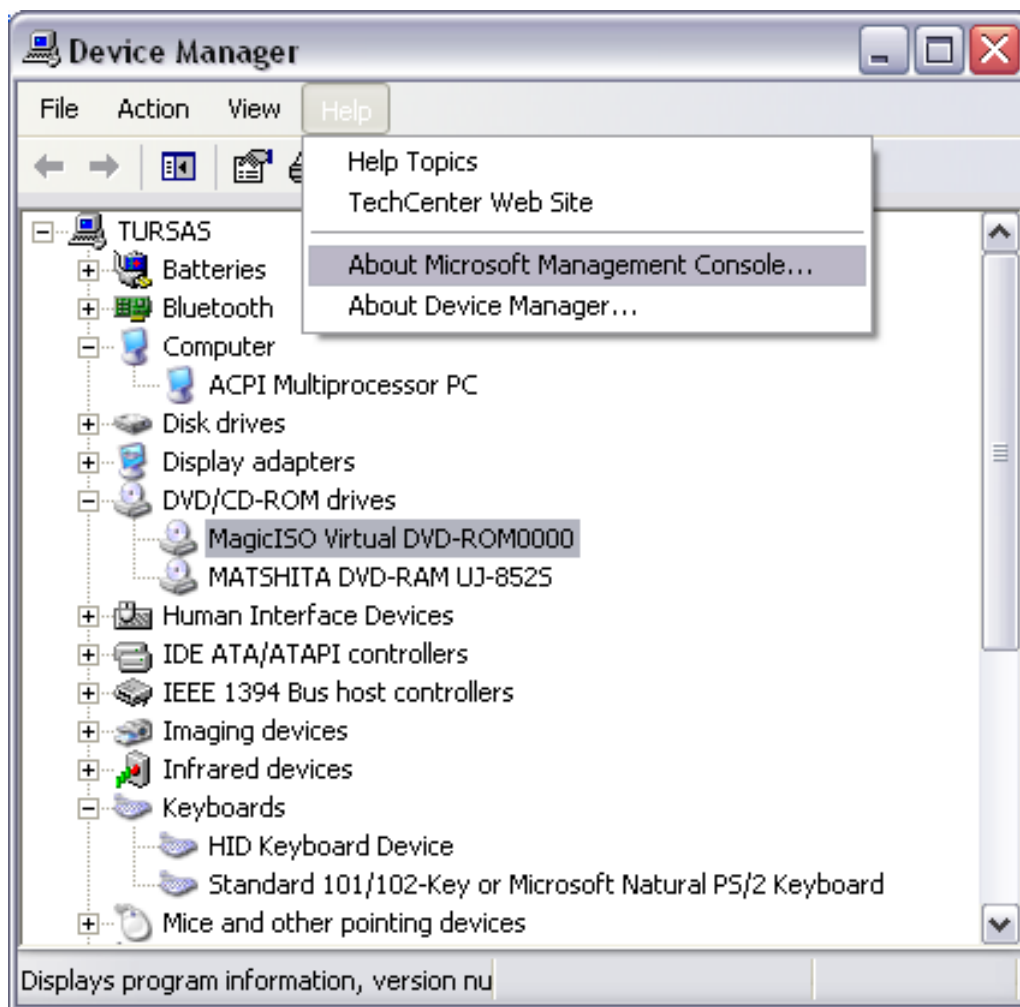 Device Manager
File Action View Help
Help Topics
TechCenter Web Site
About Microsoft Management Console...
About Device Manager...
TURSAS
Batteries
Bluetooth
Computer
ACPI Multiprocessor PC
Disk drives
Display adapters
DVD/CD-ROM drives
MagicISO Virtual DVD-ROM0000
MATSHITA DVD-RAM UJ-852S
Human Interface Devices
IDE ATA/ATAPI controllers
IEEE 1394 Bus host controllers
Imaging devices
Infrared devices
Keyboards
HID Keyboard Device
Standard 101/102-Key or Microsoft Natural PS/2 Keyboard
Mice and other pointing devices
Displays program information, version nu